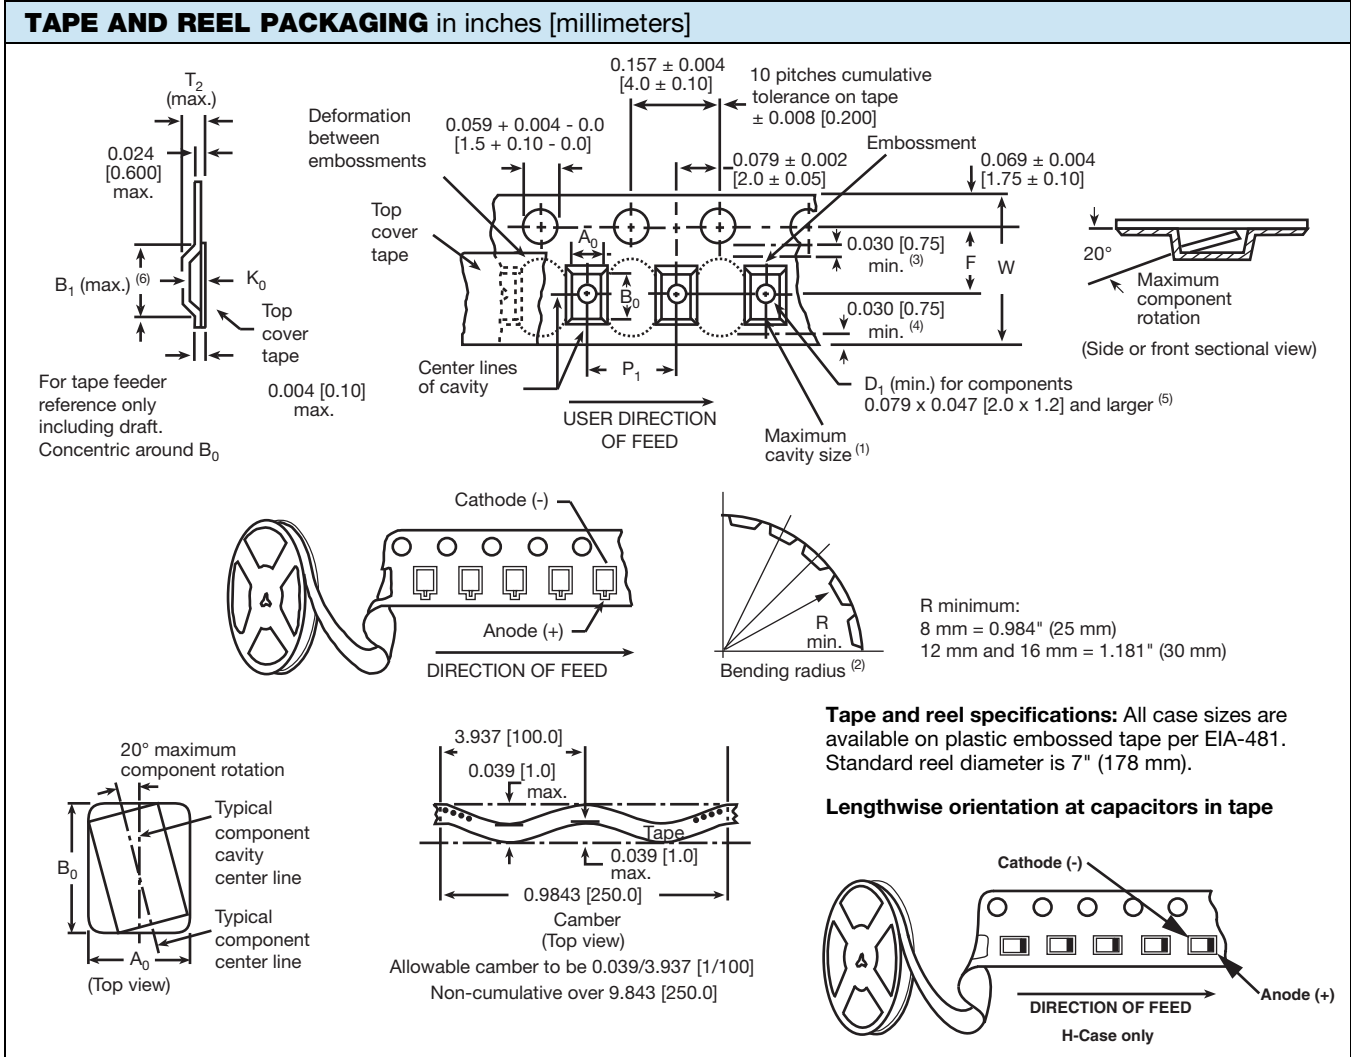 TAPE AND REEL PACKAGING in inches [millimeters]
T2
(max.)
0.024
[0.600]
max.
B1 (max.) (6)
K0
Top
cover
tape
For tape feeder
reference only
including draft.
Concentric around B0
0.004 [0.10]
max.
Deformation
between
embossments
Top
cover
tape
0.059 + 0.004 - 0.0
[1.5 + 0.10 - 0.0]
0.157 ± 0.004
[4.0 ± 0.10]
10 pitches cumulative
tolerance on tape
± 0.008 [0.200]
Embossment
0.079 ± 0.002
[2.0 ± 0.05]
0.069 ± 0.004
[1.75 ± 0.10]
A0
B0
0.030 [0.75]
min. (3)
F
W
0.030 [0.75]
min. (4)
20°
Maximum
component
rotation
(Side or front sectional view)
Center lines
of cavity
P1
USER DIRECTION
OF FEED
D1 (min.) for components
0.079 x 0.047 [2.0 x 1.2] and larger (5)
Maximum
cavity size (1)
Cathode (-)
Anode (+)
DIRECTION OF FEED
R
min.
Bending radius (2)
R minimum:
8 mm = 0.984" (25 mm)
12 mm and 16 mm = 1.181" (30 mm)
Tape and reel specifications: All case sizes are
available on plastic embossed tape per EIA-481.
Standard reel diameter is 7" (178 mm).
Lengthwise orientation at capacitors in tape
20° maximum
component rotation
Typical
component
cavity
center line
B0
Typical
component
center line
A0
(Top view)
3.937 [100.0]
0.039 [1.0]
max.
Tape
0.039 [1.0]
max.
0.9843 [250.0]
Camber
(Top view)
Allowable camber to be 0.039/3.937 [1/100]
Non-cumulative over 9.843 [250.0]
Cathode (-)
Anode (+)
DIRECTION OF FEED
H-Case only